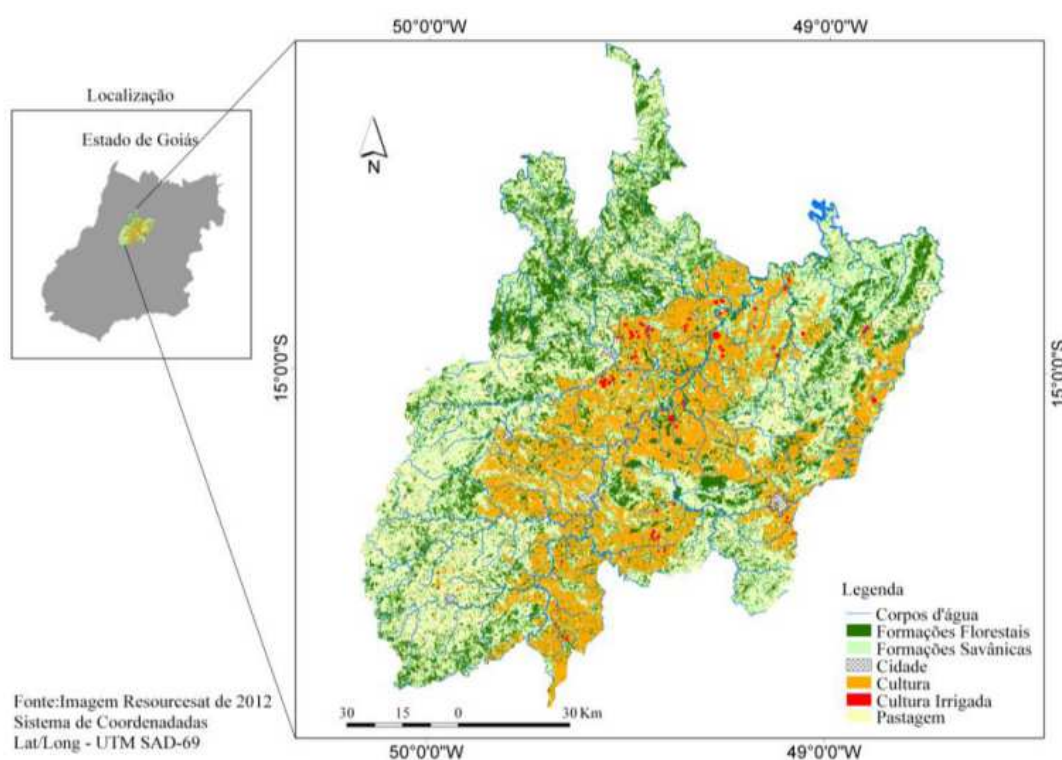 50°0'0"W
49°0'0"W
Localização
Estado de Goiás
N
15°0'0"S
15°0'0"S
Legenda
Corpos d'água
Formações Florestais
Formações Savânicas
Cidade
Cultura
Cultura Irrigada
Pastagem
Fonte:Imagem Resourcesat de 2012
Sistema de Coordenadadas
Lat/Long - UTM SAD-69
30 15 0 30 Km
50°0'0"W
49°0'0"W